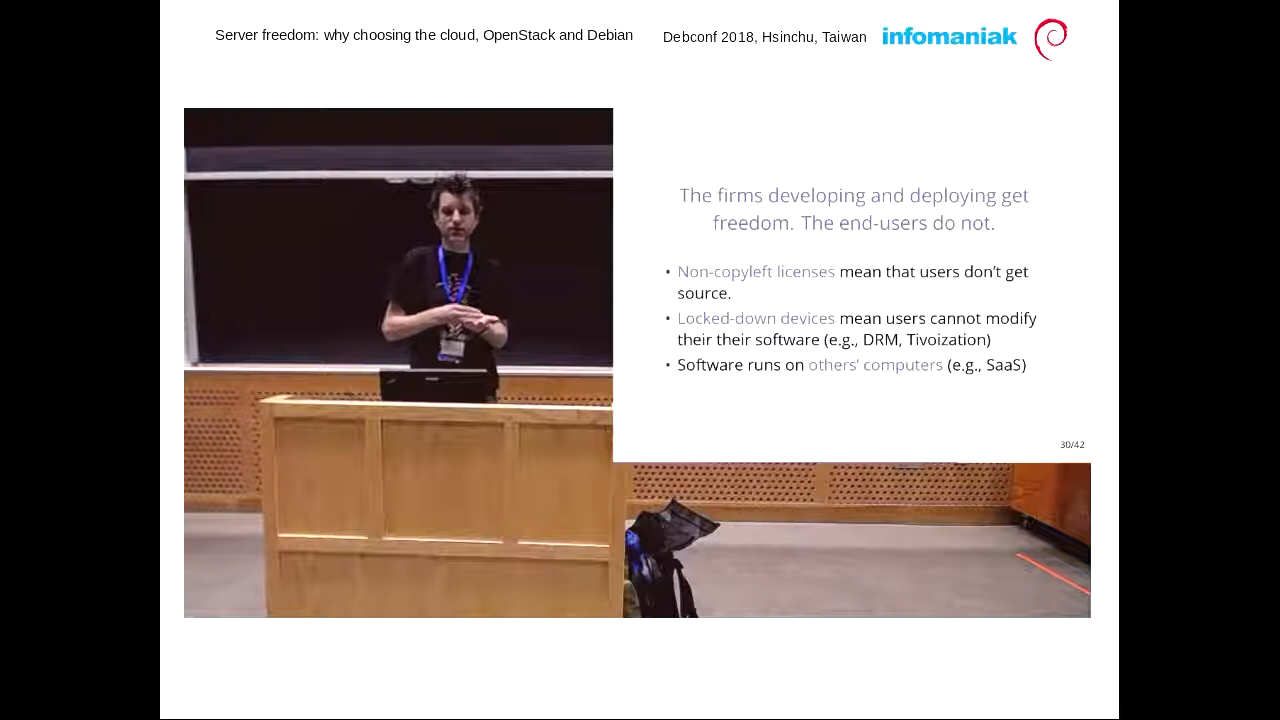 Server freedom: why choosing the cloud, OpenStack and Debian
Debconf 2018, Hsinchu, Taiwan
infomaniak
The firms developing and deploying get
freedom. The end-users do not.
• Non-copyleft licenses mean that users don't get
source.
• Locked-down devices mean users cannot modify
their their software (e.g., DRM, Tivoization)
• Software runs on others' computers (e.g., SaaS)
30/42